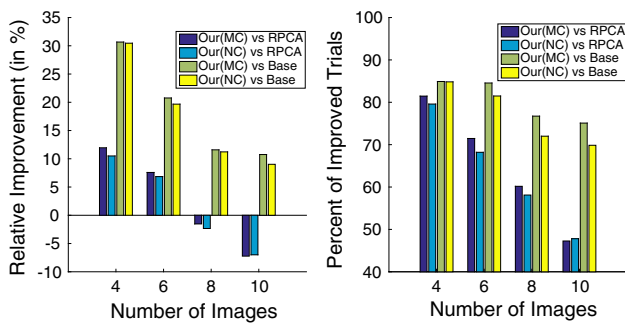 Relative Improvement (in %)
35
30
25
20
15
10
5
0
-5
-10
Our(MC) vs RPCA
Our(NC) vs RPCA
Our(MC) vs Base
Our(NC) vs Base
4 6 8 10
Number of Images
Percent of Improved Trials
100
90
80
70
60
50
40
Our(MC) vs RPCA
Our(NC) vs RPCA
Our(MC) vs Base
Our(NC) vs Base
4 6 8 10
Number of Images